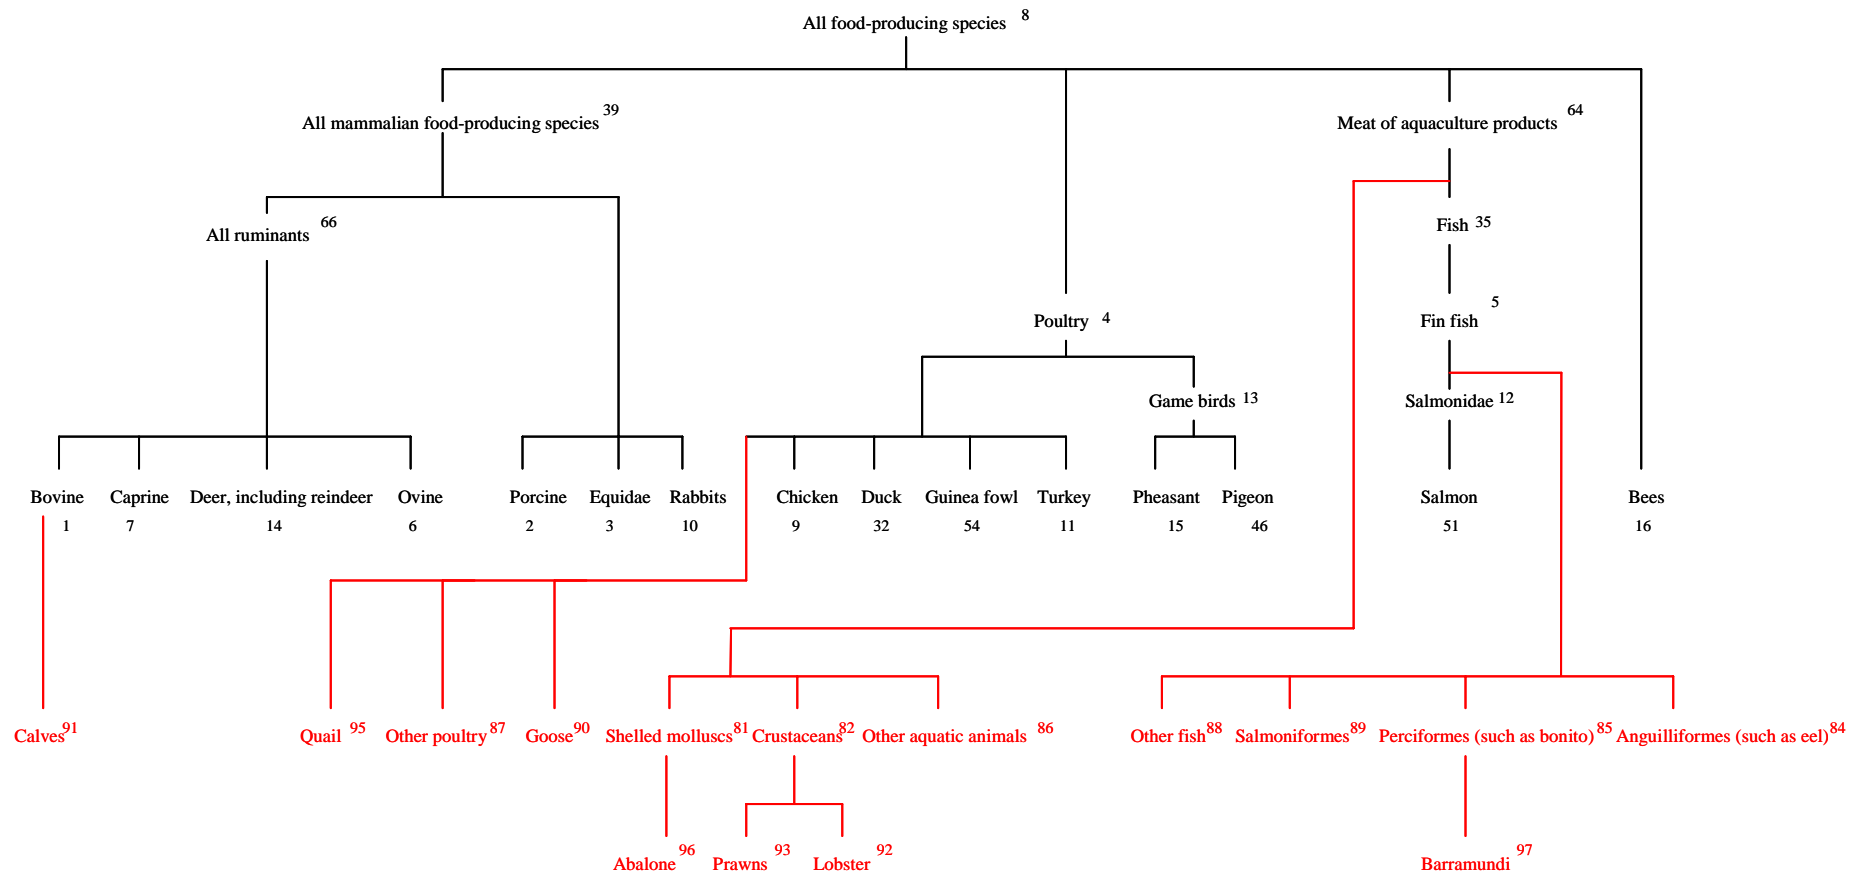 All food-producing species 8
All mammalian food-producing species 39
Meat of aquaculture products 64
All ruminants 66
Fish 35
Poultry 4
Fin fish 5
Game birds 13
Salmonidae 12
Bovine Caprine Deer, including reindeer Ovine Porcine Equidae Rabbits Chicken Duck Guinea fowl Turkey Pheasant Pigeon Salmon Bees
1 7 14 6 2 3 10 9 32 54 11 15 46 51 16
Calves 91 Quail 95 Other poultry 87 Goose 90 Shelled molluscs 81 Crustaceans 82 Other aquatic animals 86 Other fish 88 Salmoniformes 89 Perciformes (such as bonito) 85 Anguilliformes (such as eel) 84
Abalone 96 Prawns 93 Lobster 92 Barramundi 97